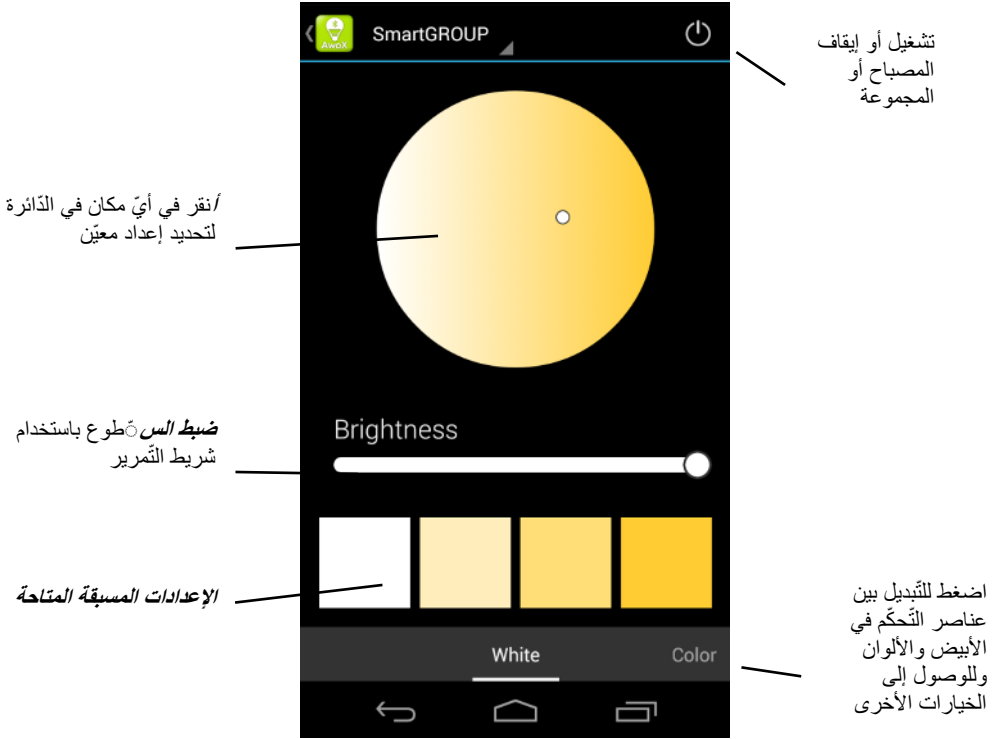 SmartGROUP
AwoX
تشغيل أو إيقاف
المصباح أو
المجموعة
أنقر في أيّ مكان في الدّائرة
لتحديد إعداد معيّن
Brightness
ضبط السّطوع باستخدام
شريط التّمرير
الإعدادات المسبقة المتاحة
اضغط للتّبديل بين
عناصر التّحكّم في
الأبيض والألوان
وللوصول إلى
الخيارات الأخرى
White
Color